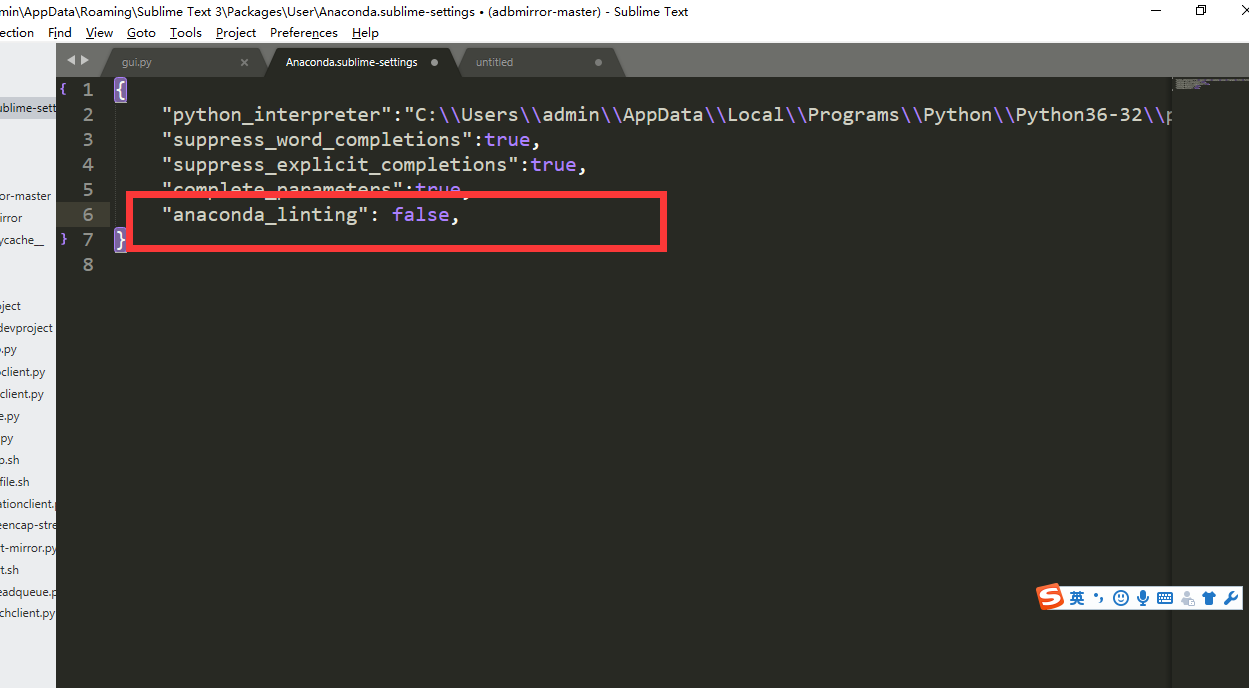 min\AppData\Roaming\Sublime Text 3\Packages\User\Anaconda.sublime-settings • (adbmirror-master) - Sublime Text
ection Find View Goto Tools Project Preferences Help
gui.py × Anaconda.sublime-settings untitled
ublime-sett
or-master
irror
ycache__
ject
devproject
.py
client.py
client.py
e.py
py
o.sh
file.sh
ationclient.p
eencap-stre
t-mirror.py
t.sh
eadqueue.p
chclient.py
{ 1 {
2 "python_interpreter":"C:\\Users\\admin\\AppData\\Local\\Programs\\Python\\Python36-32\\p
3 "suppress_word_completions":true,
4 "suppress_explicit_completions":true,
5 "complete_parameters":true,
6 "anaconda_linting": false,
} 7 }
8
S 英